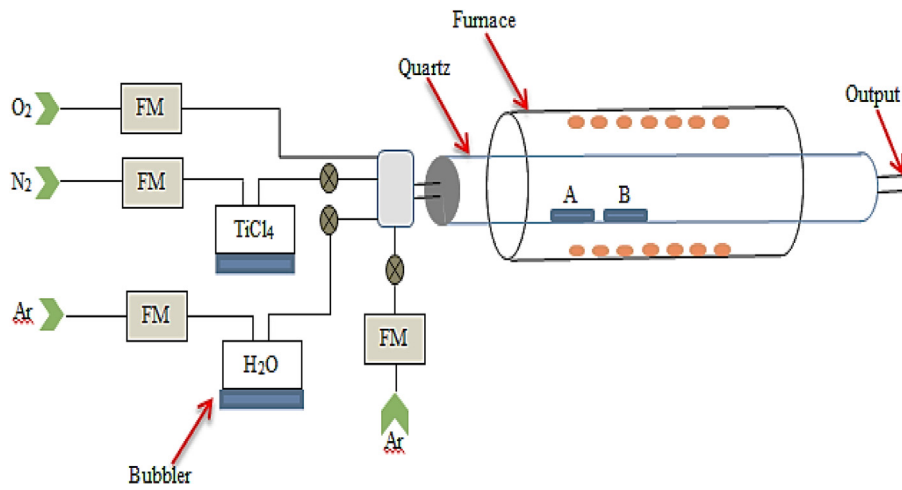 Furnace
Quartz
Output
O2
FM
N2
FM
TiCl4
A B
Ar
FM
H2O
FM
Ar
Bubbler